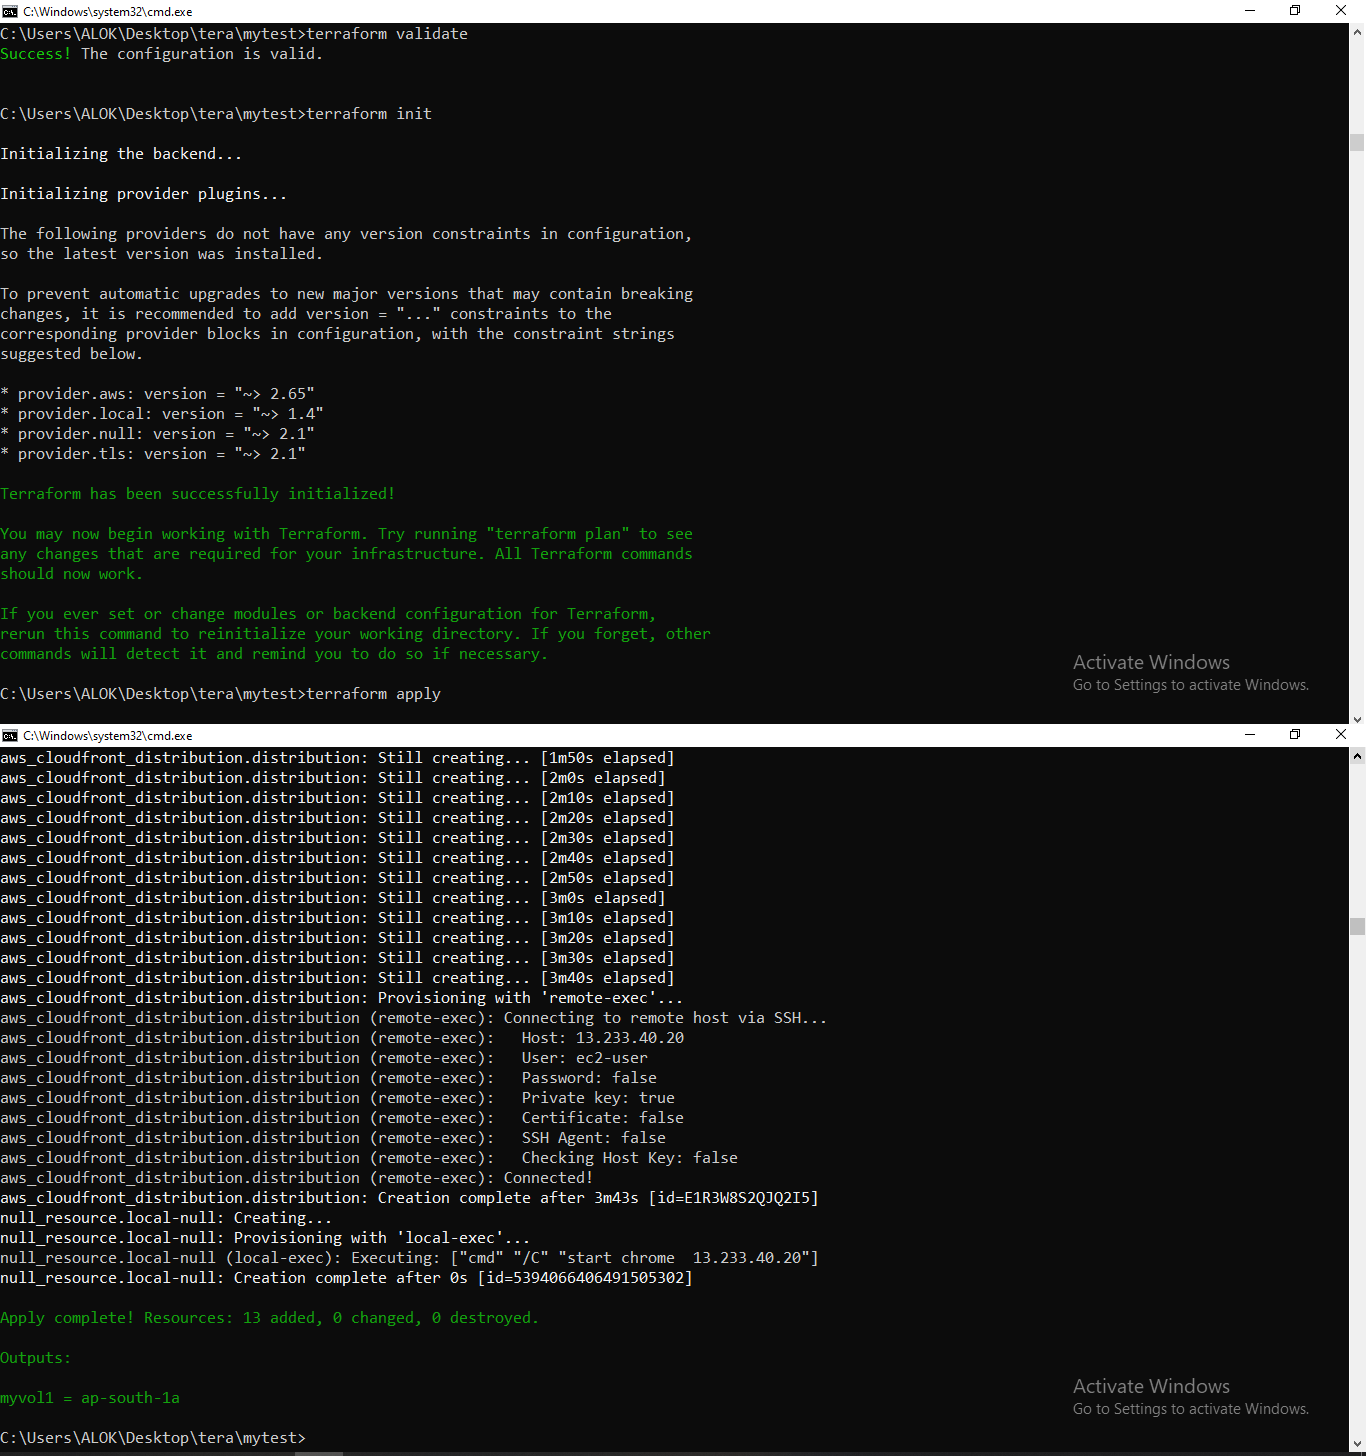 C:\Windows\system32\cmd.exe
C:\Users\ALOK\Desktop\tera\mytest>terraform validate
Success! The configuration is valid.
C:\Users\ALOK\Desktop\tera\mytest>terraform init
Initializing the backend...
Initializing provider plugins...
The following providers do not have any version constraints in configuration,
so the latest version was installed.
To prevent automatic upgrades to new major versions that may contain breaking
changes, it is recommended to add version = "..." constraints to the
corresponding provider blocks in configuration, with the constraint strings
suggested below.
* provider.aws: version = "~> 2.65"
* provider.local: version = "~> 1.4"
* provider.null: version = "~> 2.1"
* provider.tls: version = "~> 2.1"
Terraform has been successfully initialized!
You may now begin working with Terraform. Try running "terraform plan" to see
any changes that are required for your infrastructure. All Terraform commands
should now work.
If you ever set or change modules or backend configuration for Terraform,
rerun this command to reinitialize your working directory. If you forget, other
commands will detect it and remind you to do so if necessary.
Activate Windows
Go to Settings to activate Windows.
C:\Users\ALOK\Desktop\tera\mytest>terraform apply
C:\Windows\system32\cmd.exe
aws_cloudfront_distribution.distribution: Still creating... [1m50s elapsed]
aws_cloudfront_distribution.distribution: Still creating... [2m0s elapsed]
aws_cloudfront_distribution.distribution: Still creating... [2m10s elapsed]
aws_cloudfront_distribution.distribution: Still creating... [2m20s elapsed]
aws_cloudfront_distribution.distribution: Still creating... [2m30s elapsed]
aws_cloudfront_distribution.distribution: Still creating... [2m40s elapsed]
aws_cloudfront_distribution.distribution: Still creating... [2m50s elapsed]
aws_cloudfront_distribution.distribution: Still creating... [3m0s elapsed]
aws_cloudfront_distribution.distribution: Still creating... [3m10s elapsed]
aws_cloudfront_distribution.distribution: Still creating... [3m20s elapsed]
aws_cloudfront_distribution.distribution: Still creating... [3m30s elapsed]
aws_cloudfront_distribution.distribution: Still creating... [3m40s elapsed]
aws_cloudfront_distribution.distribution: Provisioning with 'remote-exec'...
aws_cloudfront_distribution.distribution (remote-exec): Connecting to remote host via SSH...
aws_cloudfront_distribution.distribution (remote-exec):   Host: 13.233.40.20
aws_cloudfront_distribution.distribution (remote-exec):   User: ec2-user
aws_cloudfront_distribution.distribution (remote-exec):   Password: false
aws_cloudfront_distribution.distribution (remote-exec):   Private key: true
aws_cloudfront_distribution.distribution (remote-exec):   Certificate: false
aws_cloudfront_distribution.distribution (remote-exec):   SSH Agent: false
aws_cloudfront_distribution.distribution (remote-exec):   Checking Host Key: false
aws_cloudfront_distribution.distribution (remote-exec): Connected!
aws_cloudfront_distribution.distribution: Creation complete after 3m43s [id=E1R3W8S2QJQ2I5]
null_resource.local-null: Creating...
null_resource.local-null: Provisioning with 'local-exec'...
null_resource.local-null (local-exec): Executing: ["cmd" "/C" "start chrome  13.233.40.20"]
null_resource.local-null: Creation complete after 0s [id=5394066406491505302]
Apply complete! Resources: 13 added, 0 changed, 0 destroyed.
Outputs:
myvol1 = ap-south-1a
Activate Windows
Go to Settings to activate Windows.
C:\Users\ALOK\Desktop\tera\mytest>